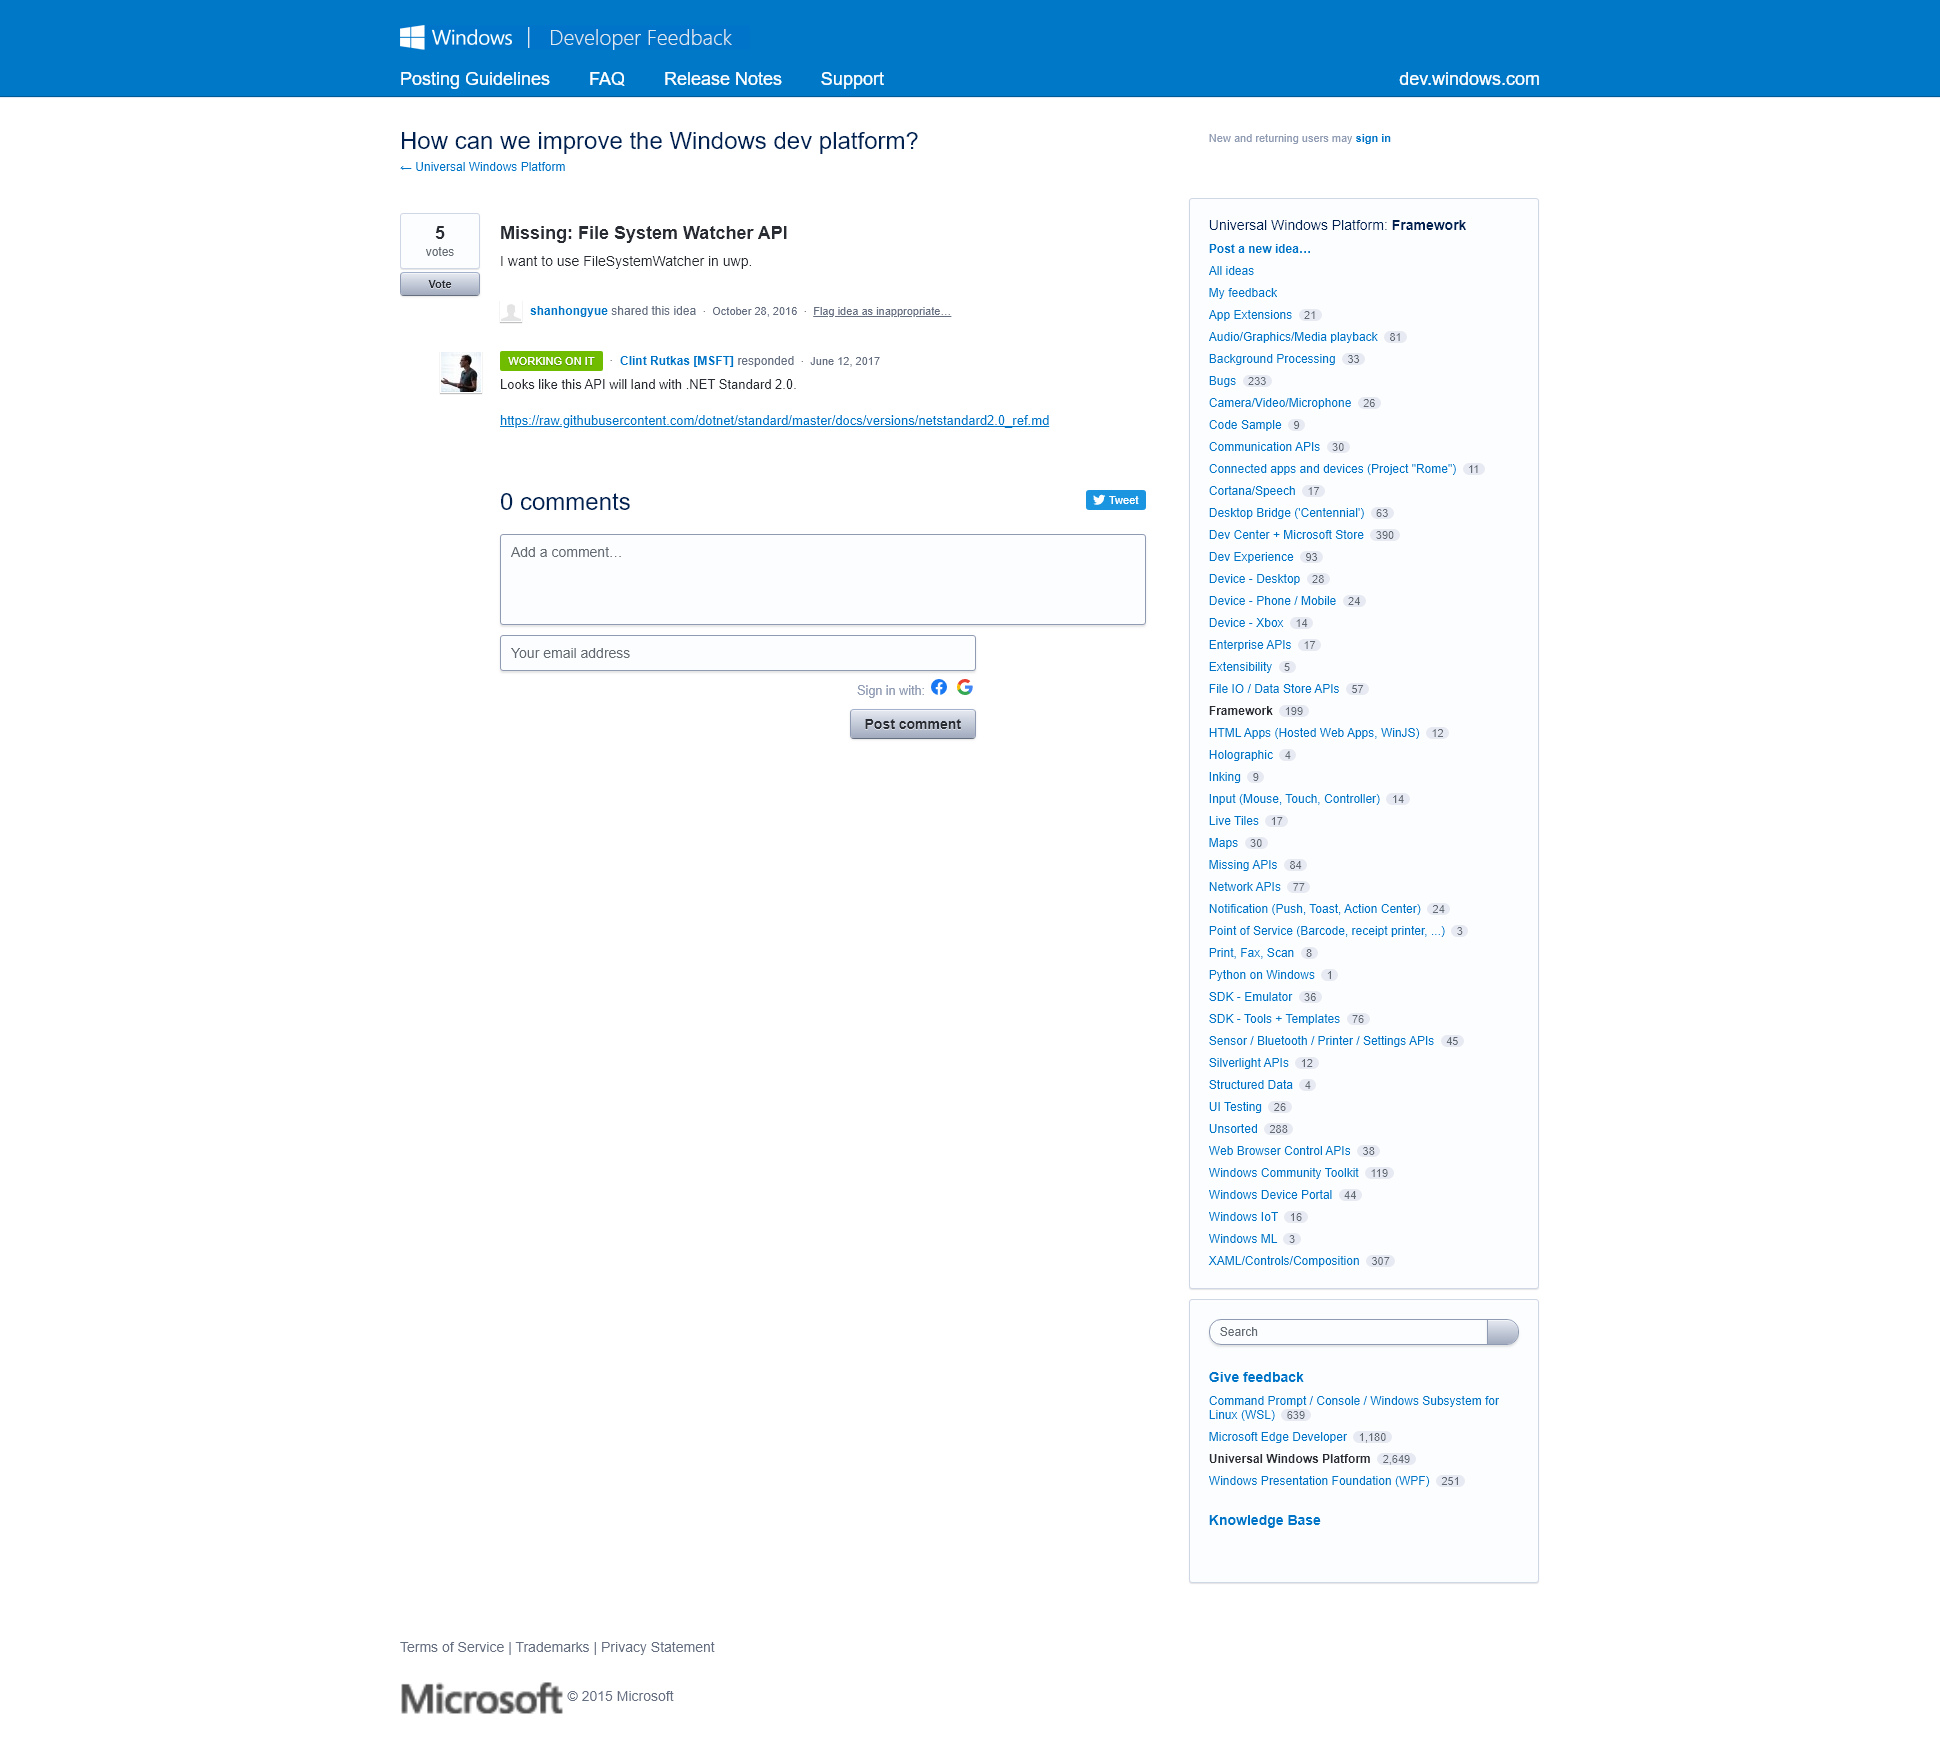 Windows | Developer Feedback
Posting Guidelines FAQ Release Notes Support dev.windows.com
How can we improve the Windows dev platform?
← Universal Windows Platform
New and returning users may sign in
5
votes
Vote
Missing: File System Watcher API
I want to use FileSystemWatcher in uwp.
shanhongyue shared this idea · October 28, 2016 · Flag idea as inappropriate…
WORKING ON IT · Clint Rutkas [MSFT] responded · June 12, 2017
Looks like this API will land with .NET Standard 2.0.
https://raw.githubusercontent.com/dotnet/standard/master/docs/versions/netstandard2.0_ref.md
0 comments
Tweet
Add a comment…
Your email address
Sign in with:
Post comment
Universal Windows Platform: Framework
Post a new idea…
All ideas
My feedback
App Extensions 21
Audio/Graphics/Media playback 81
Background Processing 33
Bugs 233
Camera/Video/Microphone 26
Code Sample 9
Communication APIs 30
Connected apps and devices (Project "Rome") 11
Cortana/Speech 17
Desktop Bridge ('Centennial') 63
Dev Center + Microsoft Store 390
Dev Experience 93
Device - Desktop 28
Device - Phone / Mobile 24
Device - Xbox 14
Enterprise APIs 17
Extensibility 5
File IO / Data Store APIs 57
Framework 199
HTML Apps (Hosted Web Apps, WinJS) 12
Holographic 4
Inking 9
Input (Mouse, Touch, Controller) 14
Live Tiles 17
Maps 30
Missing APIs 84
Network APIs 77
Notification (Push, Toast, Action Center) 24
Point of Service (Barcode, receipt printer, ...) 3
Print, Fax, Scan 8
Python on Windows 1
SDK - Emulator 36
SDK - Tools + Templates 76
Sensor / Bluetooth / Printer / Settings APIs 45
Silverlight APIs 12
Structured Data 4
UI Testing 26
Unsorted 288
Web Browser Control APIs 38
Windows Community Toolkit 119
Windows Device Portal 44
Windows IoT 16
Windows ML 3
XAML/Controls/Composition 307
Search
Give feedback
Command Prompt / Console / Windows Subsystem for
Linux (WSL) 639
Microsoft Edge Developer 1,180
Universal Windows Platform 2,649
Windows Presentation Foundation (WPF) 251
Knowledge Base
Terms of Service | Trademarks | Privacy Statement
Microsoft © 2015 Microsoft